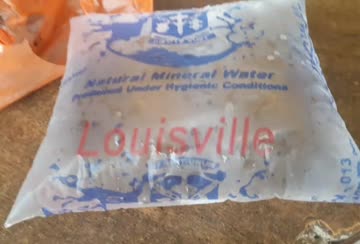 Natural Mineral Water
Produced Under Hygienic Conditions
Louisville